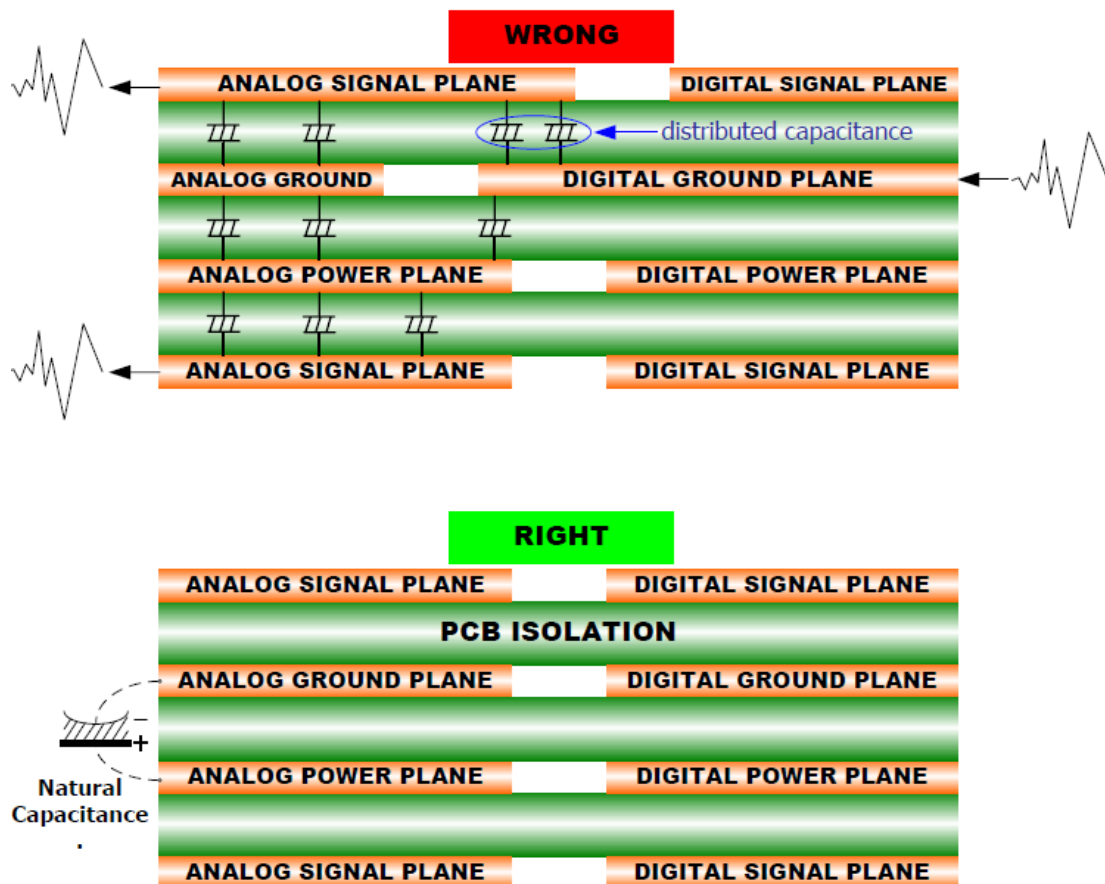 WRONG
ANALOG SIGNAL PLANE
DIGITAL SIGNAL PLANE
distributed capacitance
ANALOG GROUND
DIGITAL GROUND PLANE
ANALOG POWER PLANE
DIGITAL POWER PLANE
ANALOG SIGNAL PLANE
DIGITAL SIGNAL PLANE
RIGHT
ANALOG SIGNAL PLANE
DIGITAL SIGNAL PLANE
PCB ISOLATION
ANALOG GROUND PLANE
DIGITAL GROUND PLANE
−
+
ANALOG POWER PLANE
DIGITAL POWER PLANE
Natural
Capacitance
.
ANALOG SIGNAL PLANE
DIGITAL SIGNAL PLANE